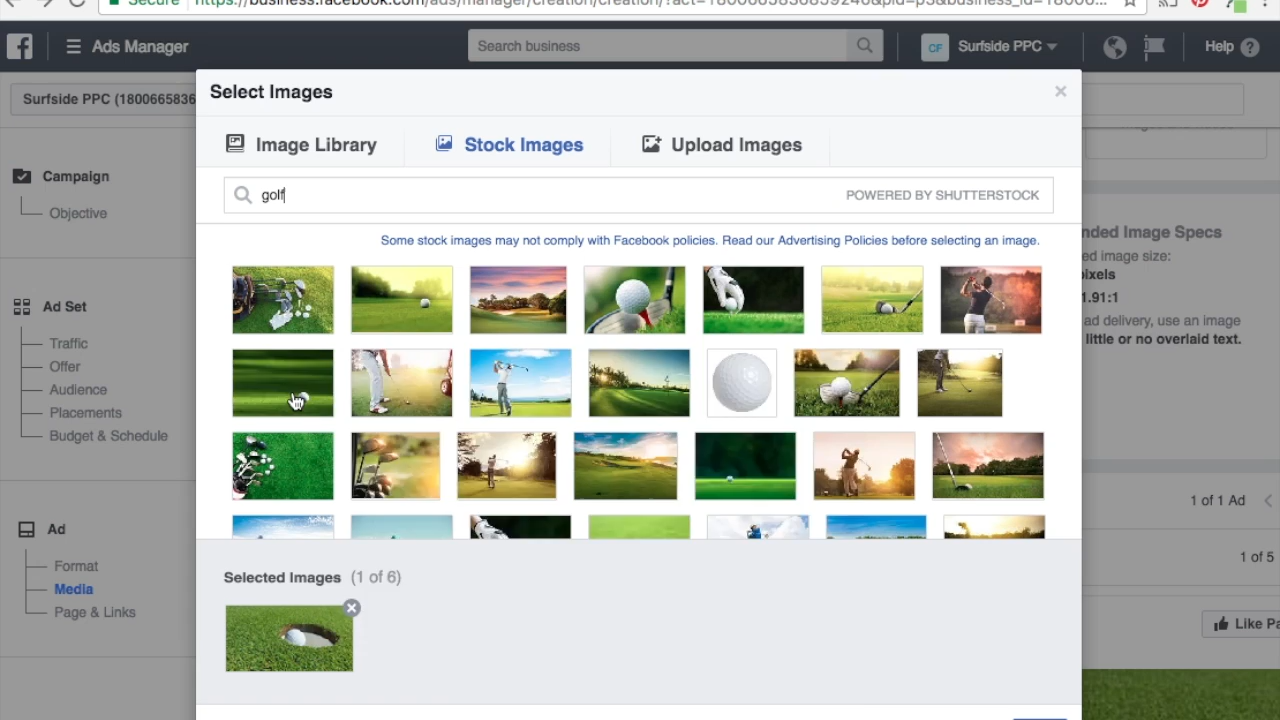 Secure
Ads Manager
Search business
CF
Surfside PPC
Help
Surfside PPC (1800665836
Select Images
Image Library
Stock Images
Upload Images
golf
POWERED BY SHUTTERSTOCK
Some stock images may not comply with Facebook policies. Read our Advertising Policies before selecting an image.
Campaign
Objective
Ad Set
Traffic
Offer
Audience
Placements
Budget & Schedule
Ad
Format
Media
Page & Links
nded Image Specs
ed image size:
pixels
1.91:1
ad delivery, use an image
little or no overlaid text.
1 of 1 Ad
1 of 5
Like Pa
Selected Images (1 of 6)